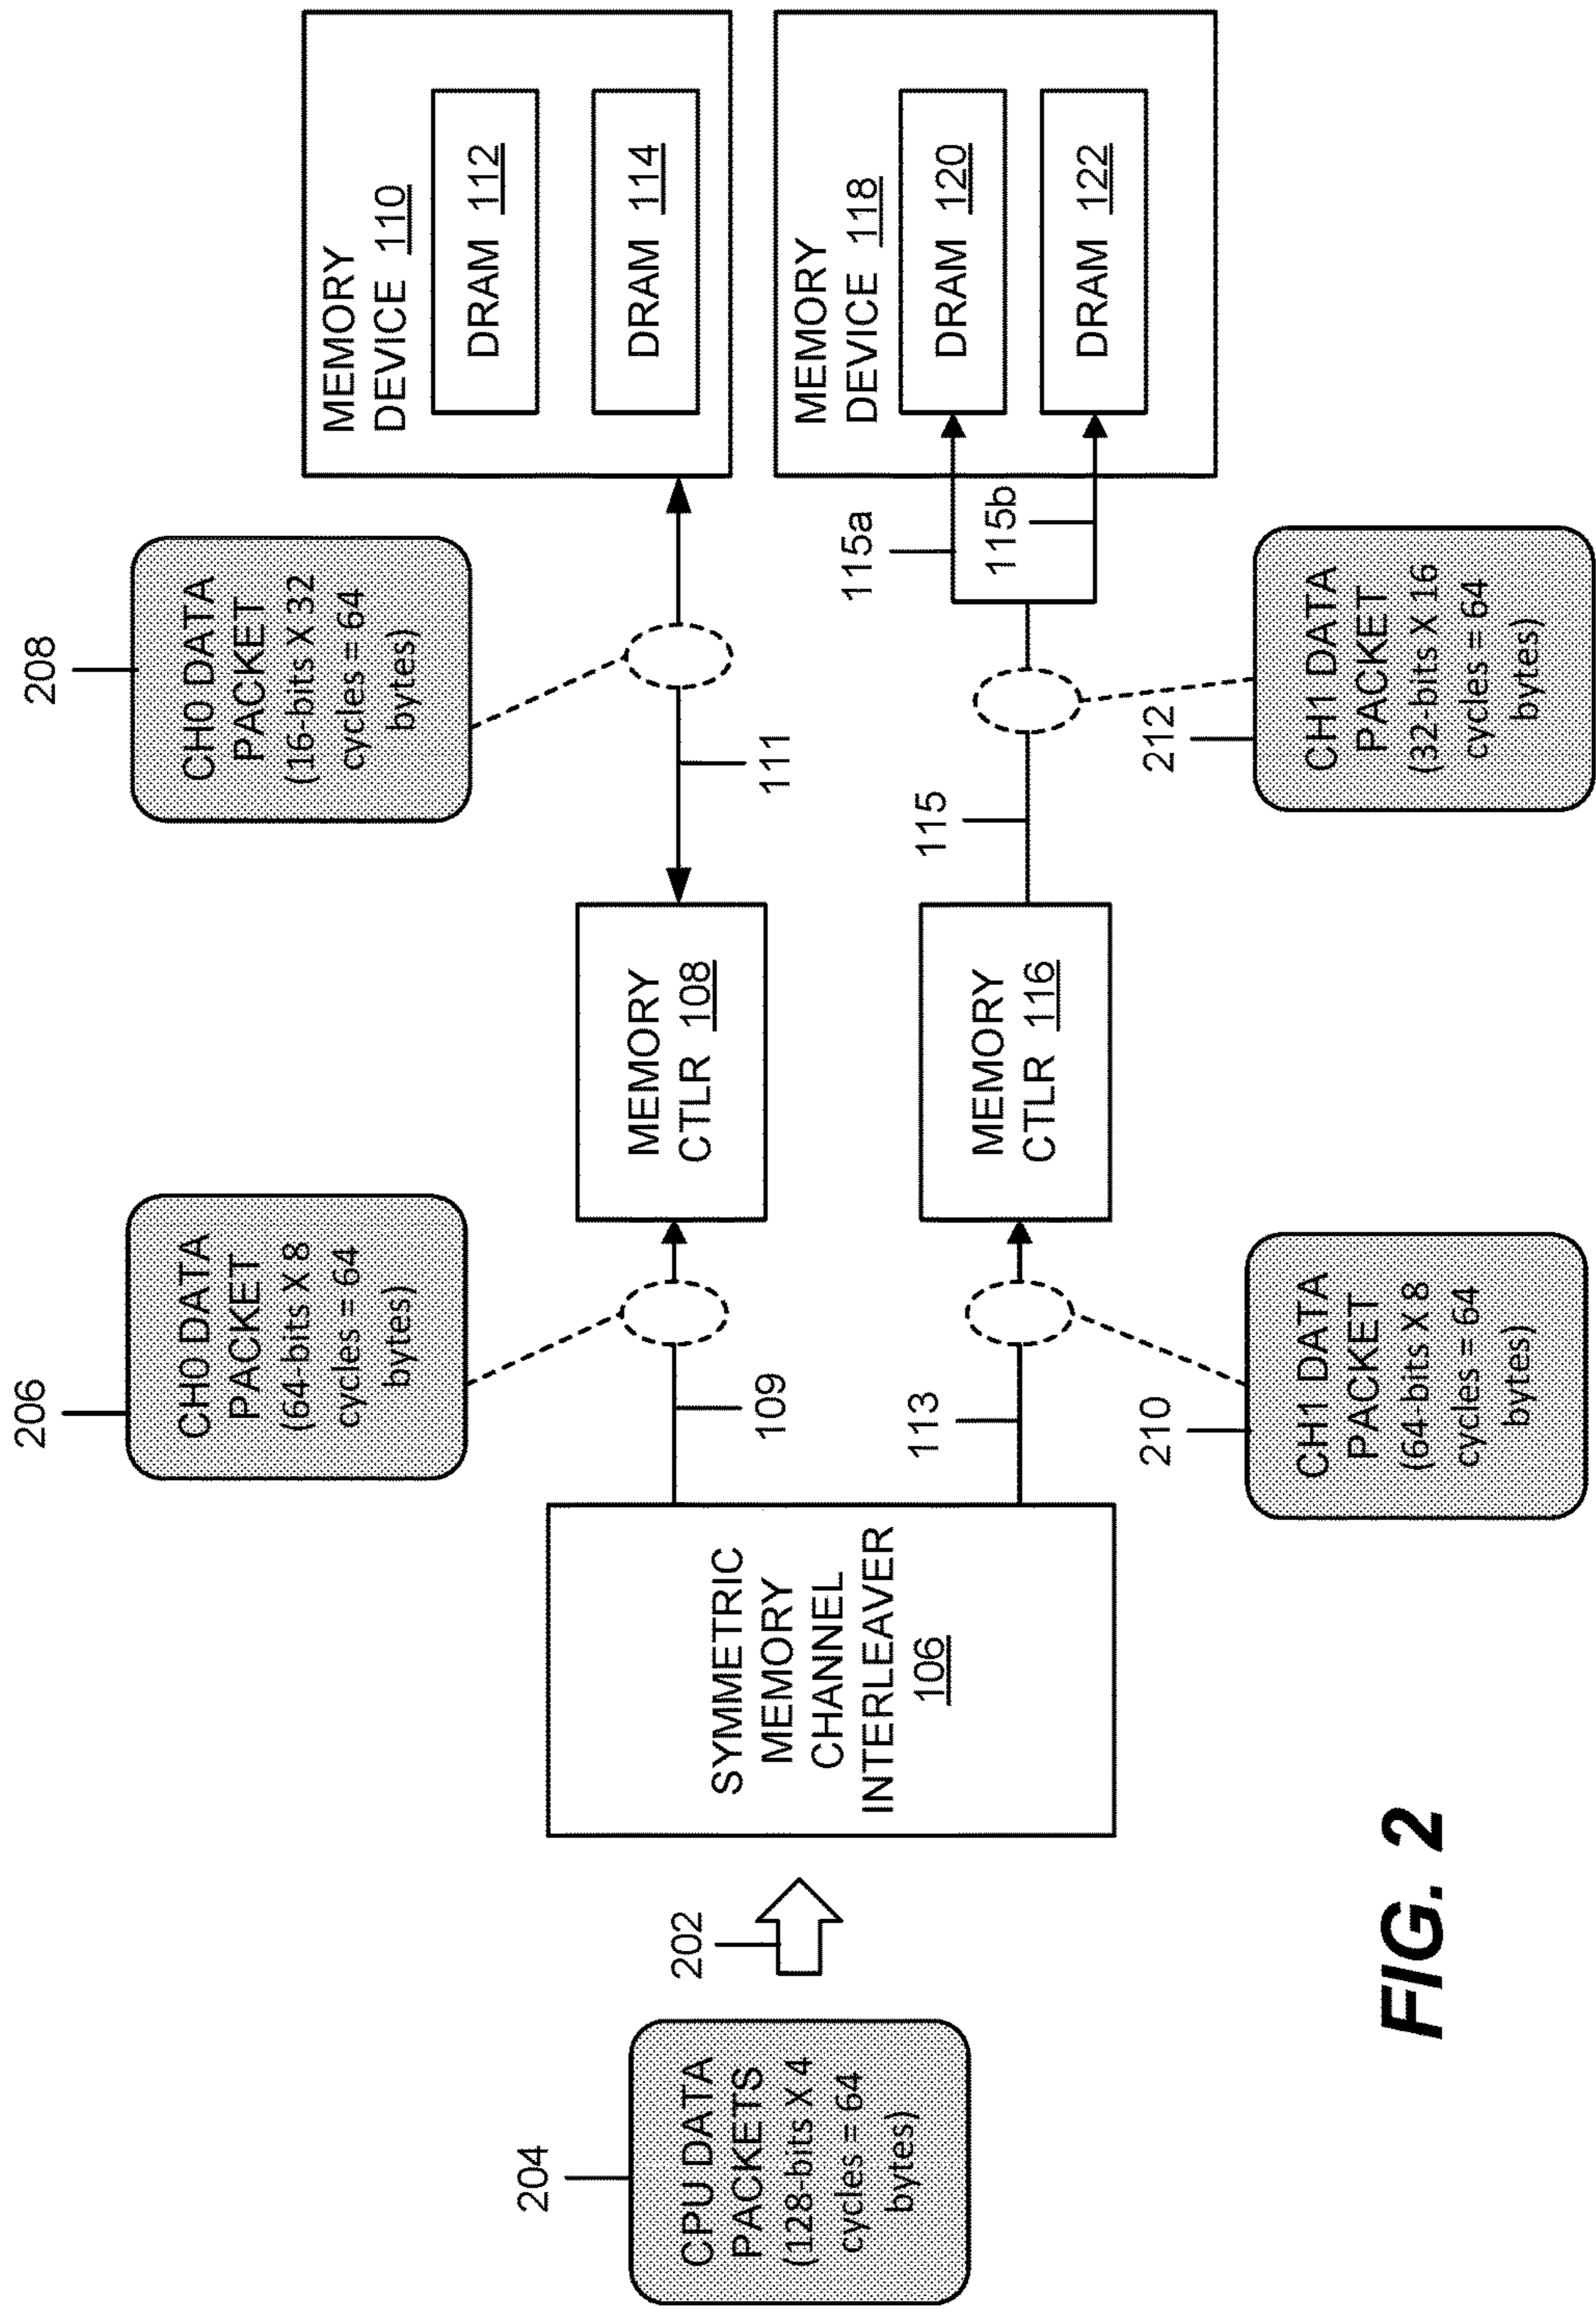 204
CPU DATA
PACKETS
(128-bits X 4
cycles = 64
bytes)
202
SYMMETRIC
MEMORY
CHANNEL
INTERLEAVER
106
206
CH0 DATA
PACKET
(64-bits X 8
cycles = 64
bytes)
109
113
210
CH1 DATA
PACKET
(64-bits X 8
cycles = 64
bytes)
MEMORY
CTLR 108
MEMORY
CTLR 116
208
CH0 DATA
PACKET
(16-bits X 32
cycles = 64
bytes)
111
115
115a
115b
212
CH1 DATA
PACKET
(32-bits X 16
cycles = 64
bytes)
MEMORY
DEVICE 110
DRAM 112
DRAM 114
MEMORY
DEVICE 118
DRAM 120
DRAM 122
FIG. 2